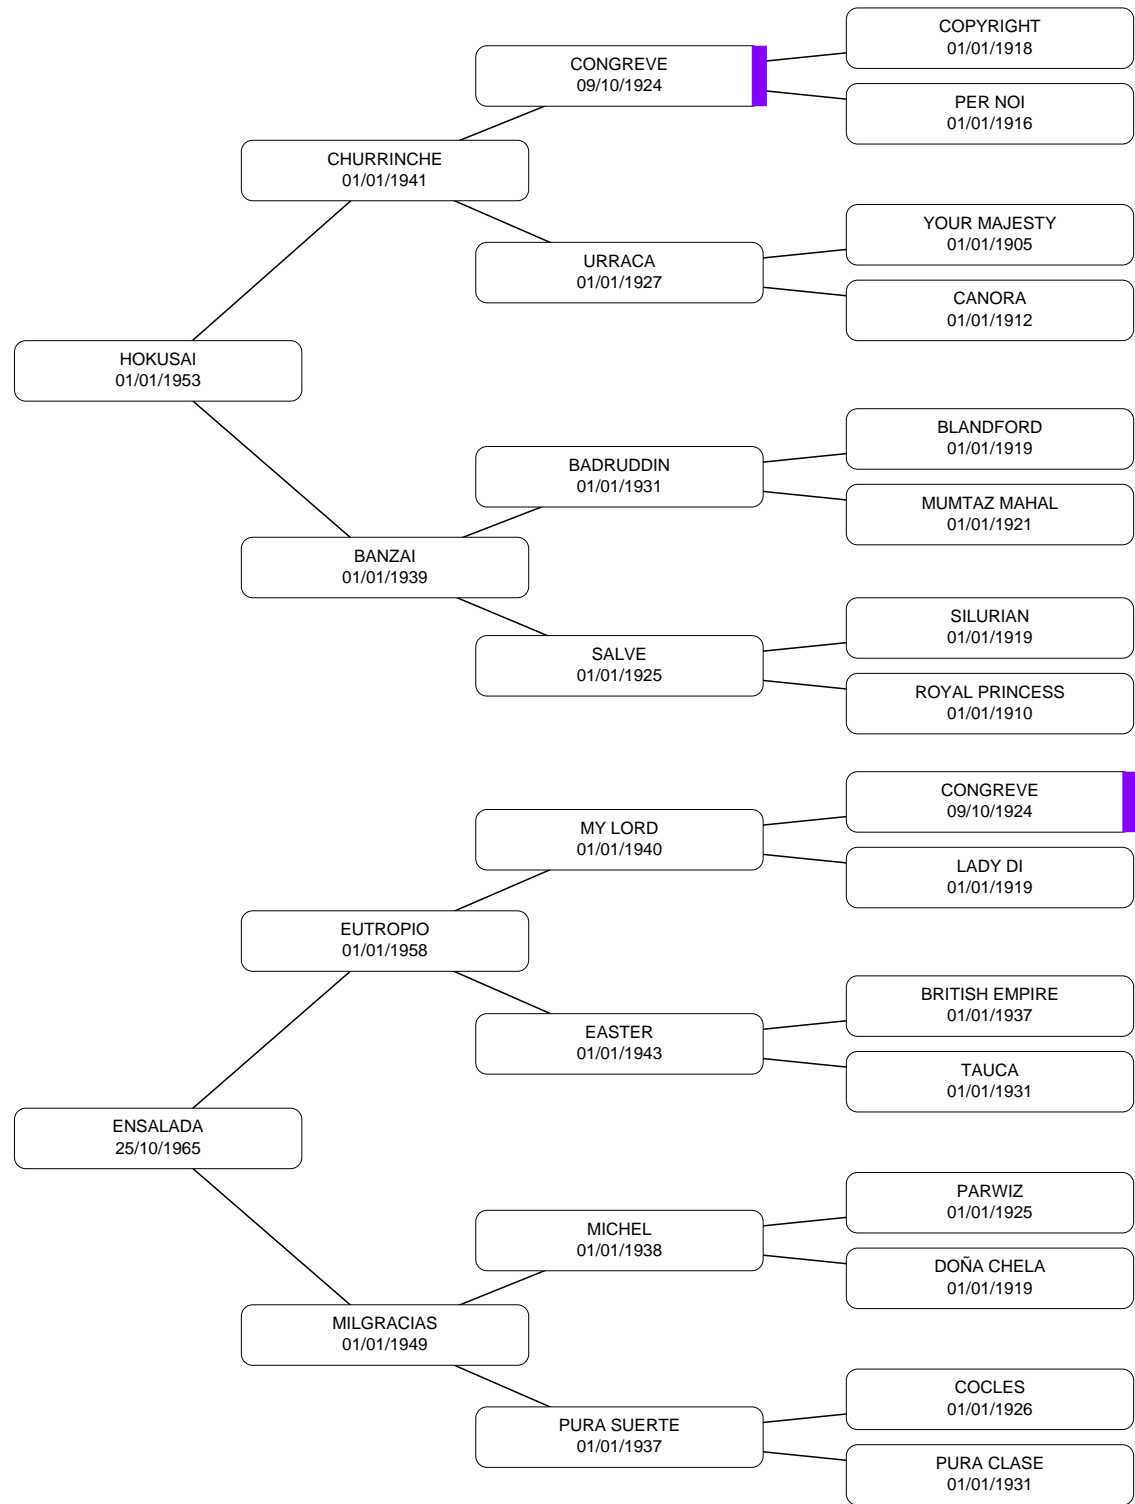 COPYRIGHT
01/01/1918
CONGREVE
09/10/1924
PER NOI
01/01/1916
CHURRINCHE
01/01/1941
YOUR MAJESTY
01/01/1905
URRACA
01/01/1927
CANORA
01/01/1912
HOKUSAI
01/01/1953
BLANDFORD
01/01/1919
BADRUDDIN
01/01/1931
MUMTAZ MAHAL
01/01/1921
BANZAI
01/01/1939
SILURIAN
01/01/1919
SALVE
01/01/1925
ROYAL PRINCESS
01/01/1910
CONGREVE
09/10/1924
MY LORD
01/01/1940
LADY DI
01/01/1919
EUTROPIO
01/01/1958
BRITISH EMPIRE
01/01/1937
EASTER
01/01/1943
TAUCA
01/01/1931
ENSALADA
25/10/1965
PARWIZ
01/01/1925
MICHEL
01/01/1938
DOÑA CHELA
01/01/1919
MILGRACIAS
01/01/1949
COCLES
01/01/1926
PURA SUERTE
01/01/1937
PURA CLASE
01/01/1931